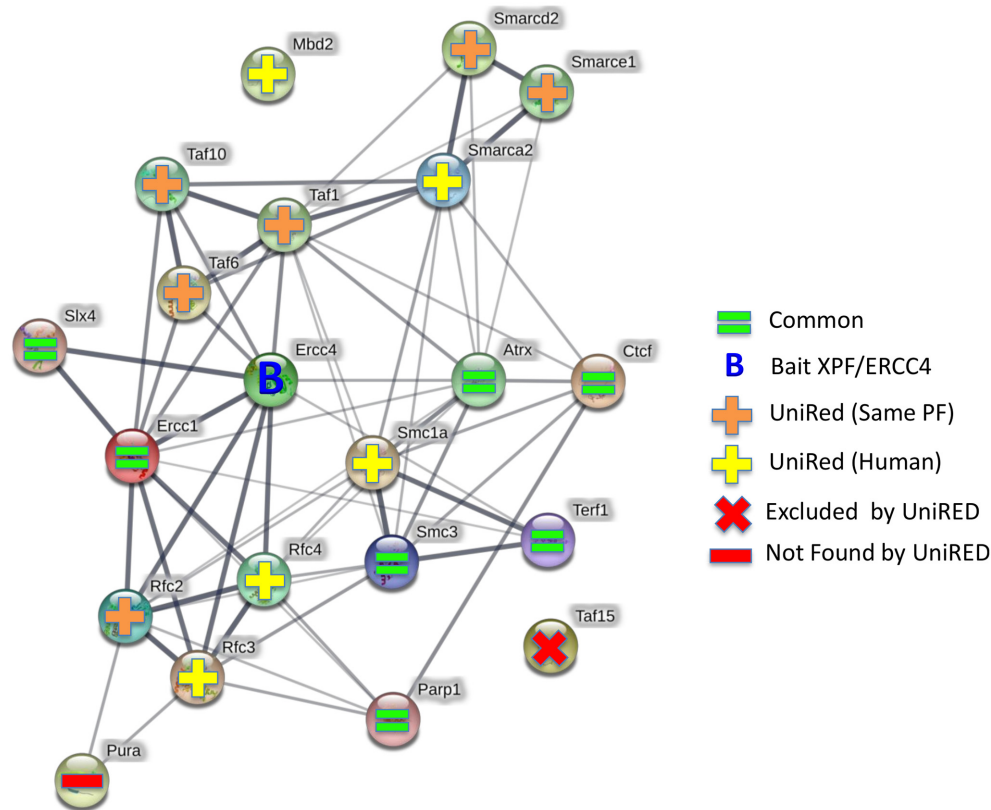 Smarcd2
Mbd2
Smarce1
Taf10
Smarca2
Taf1
Taf6
Slx4
Ercc4
Atrx
Ctcf
B
Ercc1
Smc1a
Terf1
Smc3
Rfc4
Rfc2
Taf15
Rfc3
Parp1
Pura
Common
B Bait XPF/ERCC4
UniRed (Same PF)
UniRed (Human)
Excluded by UniRED
Not Found by UniRED